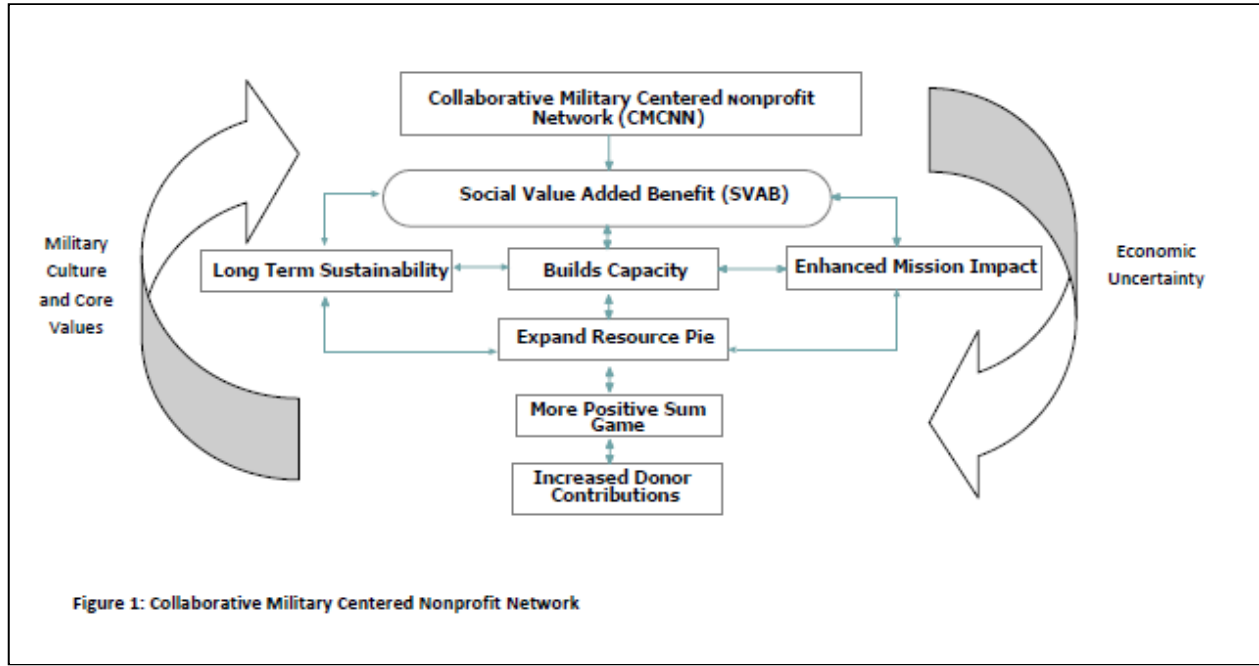 Collaborative Military Centered Nonprofit
Network (CMCNN)
Social Value Added Benefit (SVAB)
Military
Culture
and Core
Values
Long Term Sustainability
Builds Capacity
Enhanced Mission Impact
Economic
Uncertainty
Expand Resource Pie
More Positive Sum
Game
Increased Donor
Contributions
Figure 1: Collaborative Military Centered Nonprofit Network